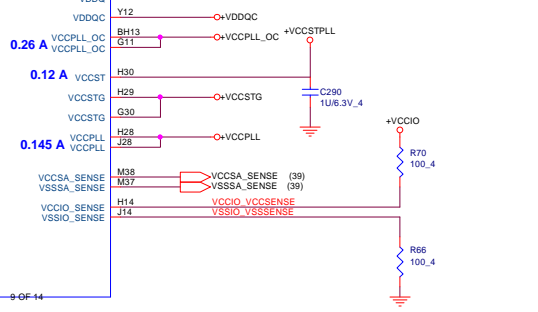 VDDQ
VDDQC Y12 +VDDQC
0.26 A VCCPLL_OC BH13 +VCCPLL_OC
VCCPLL_OC G11
+VCCSTPLL
0.12 A VCCST H30
C290
1U/6.3V_4
VCCSTG H29 +VCCSTG
VCCSTG G30
+VCCIO
0.145 A VCCPLL H28 +VCCPLL
VCCPLL J28
R70
100_4
VCCSA_SENSE M38 VCCSA_SENSE (39)
VSSSA_SENSE M37 VSSSA_SENSE (39)
VCCIO_SENSE H14 VCCIO_VCCSENSE
VSSIO_SENSE J14 VSSIO_VSSSENSE
R66
100_4
9 OF 14